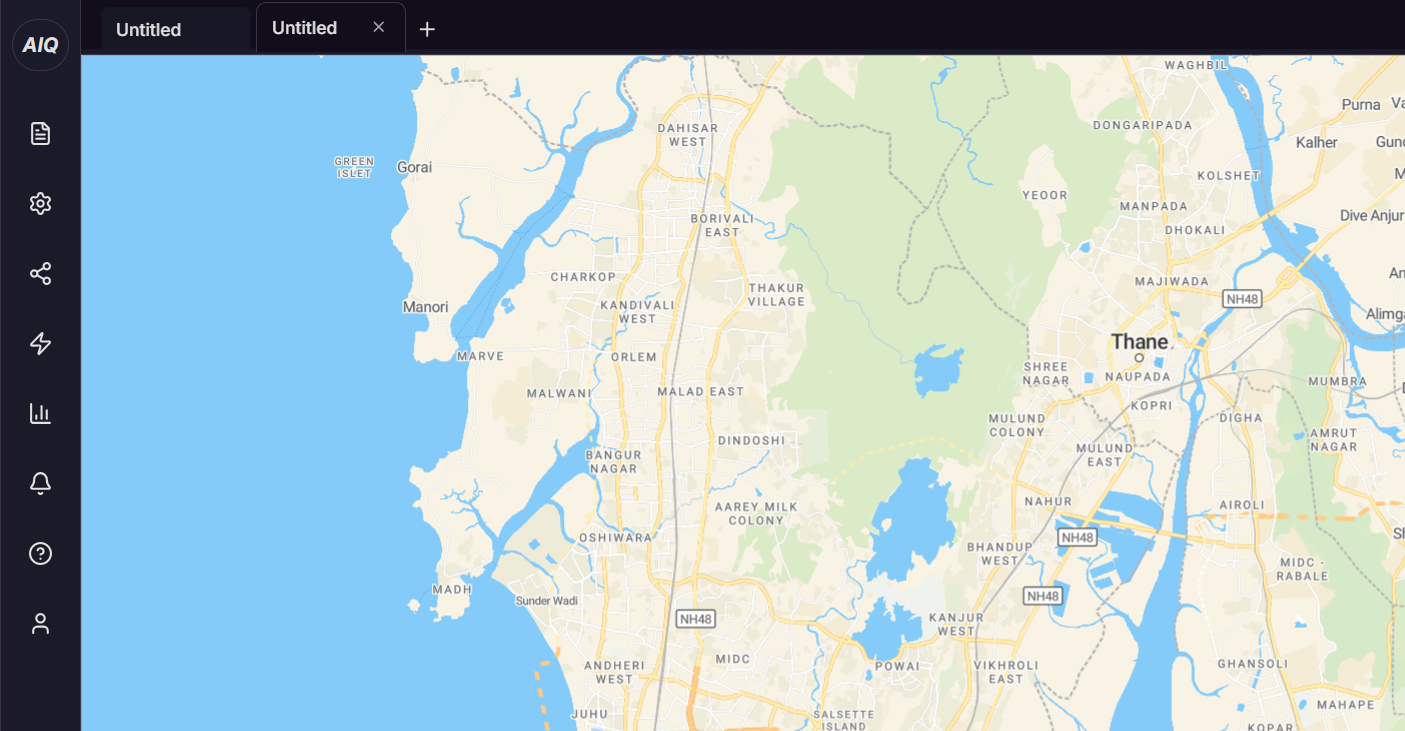 AIQ
Untitled
Untitled
WAGHBIL
Purna
Kalher
DONGARIPADA
DAHISAR
WEST
GREEN
ISLET
Gorai
KOLSHET
YEOOR
MANPADA
Dive Anjur
BORIVALI
EAST
DHOKALI
CHARKOP
MAJIWADA
THAKUR
VILLAGE
NH48
KANDIVALI
WEST
Manori
Thane
MARVE
ORLEM
SHREE
NAGAR
NAUPADA
MUMBRA
MALWANI
MALAD EAST
KOPRI
MULUND
COLONY
DIGHA
DINDOSHI
AMRUT
NAGAR
MULUND
EAST
BANGUR
NAGAR
NAHUR
AIROLI
AAREY MILK
COLONY
OSHIWARA
NH48
BHANDUP
WEST
MIDC -
RABALE
MADH
Sunder Wadi
NH48
NH48
KANJUR
WEST
MIDC
ANDHERI
WEST
POWAI
VIKHROLI
EAST
GHANSOLI
MAHAPE
JUHU
SALSETTE
ISLAND
KOPAR